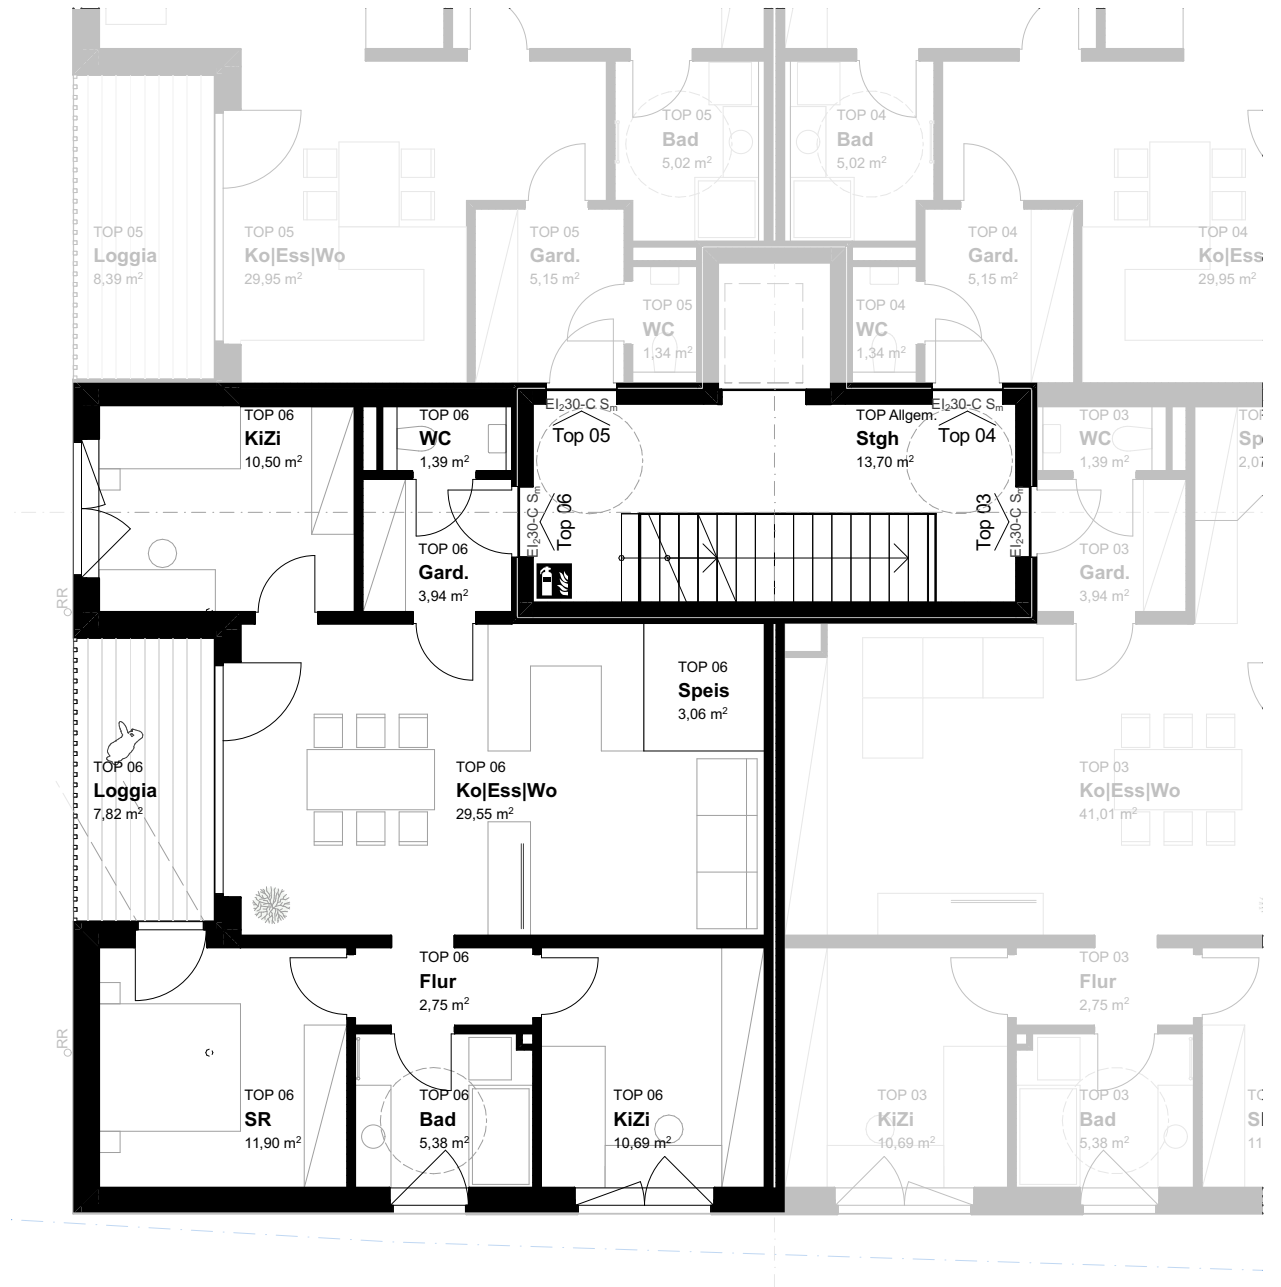 TOP 05
Bad
5,02 m²
TOP 04
Bad
5,02 m²
TOP 05
Loggia
8,39 m²
TOP 05
Ko|Ess|Wo
29,95 m²
TOP 05
Gard.
5,15 m²
TOP 04
Gard.
5,15 m²
TOP 04
Ko|Ess
29,95 m²
TOP 05
WC
1,34 m²
TOP 04
WC
1,34 m²
TOP 06
KiZi
10,50 m²
TOP 06
WC
1,39 m²
EI₂30-C Sₘ
Top 05
TOP Allgem.
Stgh
13,70 m²
EI₂30-C Sₘ
Top 04
TOP 03
WC
1,39 m²
Sp
2,07
EI₂30-C Sₘ
Top 06
Top 03
EI₂30-C Sₘ
TOP 06
Gard.
3,94 m²
TOP 03
Gard.
3,94 m²
RR
TOP 06
Speis
3,06 m²
TOP 06
Loggia
7,82 m²
TOP 06
Ko|Ess|Wo
29,55 m²
TOP 03
Ko|Ess|Wo
41,01 m²
TOP 06
Flur
2,75 m²
TOP 03
Flur
2,75 m²
RR
TOP 06
SR
11,90 m²
TOP 06
Bad
5,38 m²
TOP 06
KiZi
10,69 m²
TOP 03
KiZi
10,69 m²
TOP 03
Bad
5,38 m²